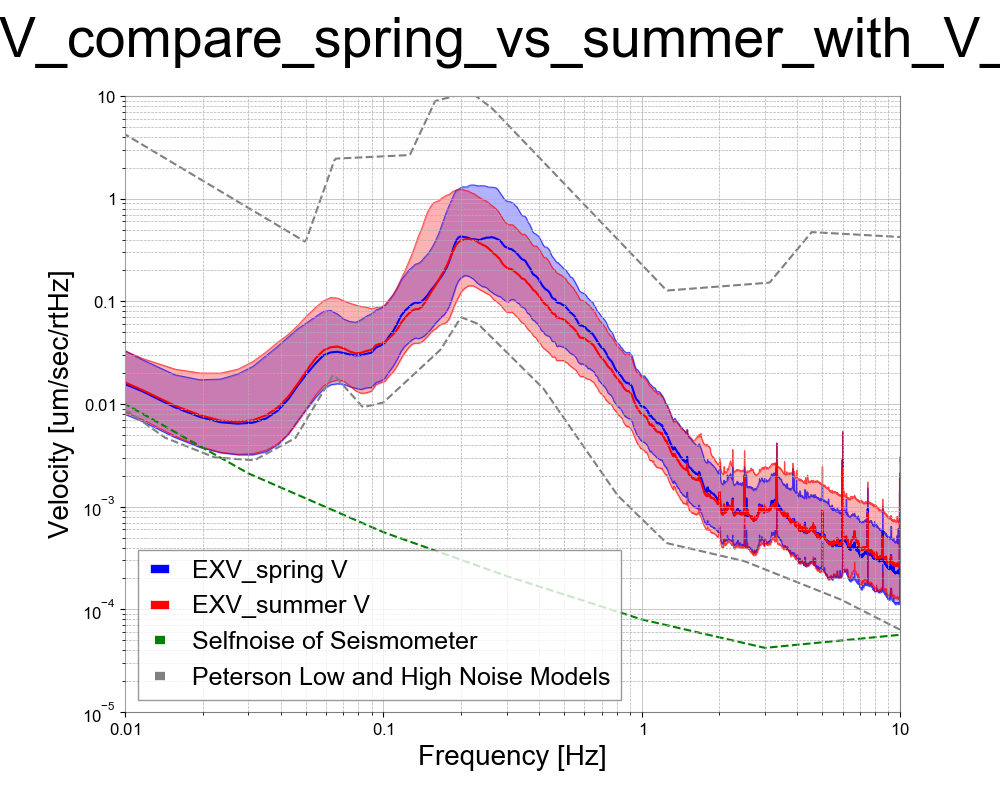 V_compare_spring_vs_summer_with_V_
10
1
0.1
0.01
10⁻³
10⁻⁴
10⁻⁵
Velocity [um/sec/rtHz]
EXV_spring V
EXV_summer V
Selfnoise of Seismometer
Peterson Low and High Noise Models
0.01 0.1 1 10
Frequency [Hz]